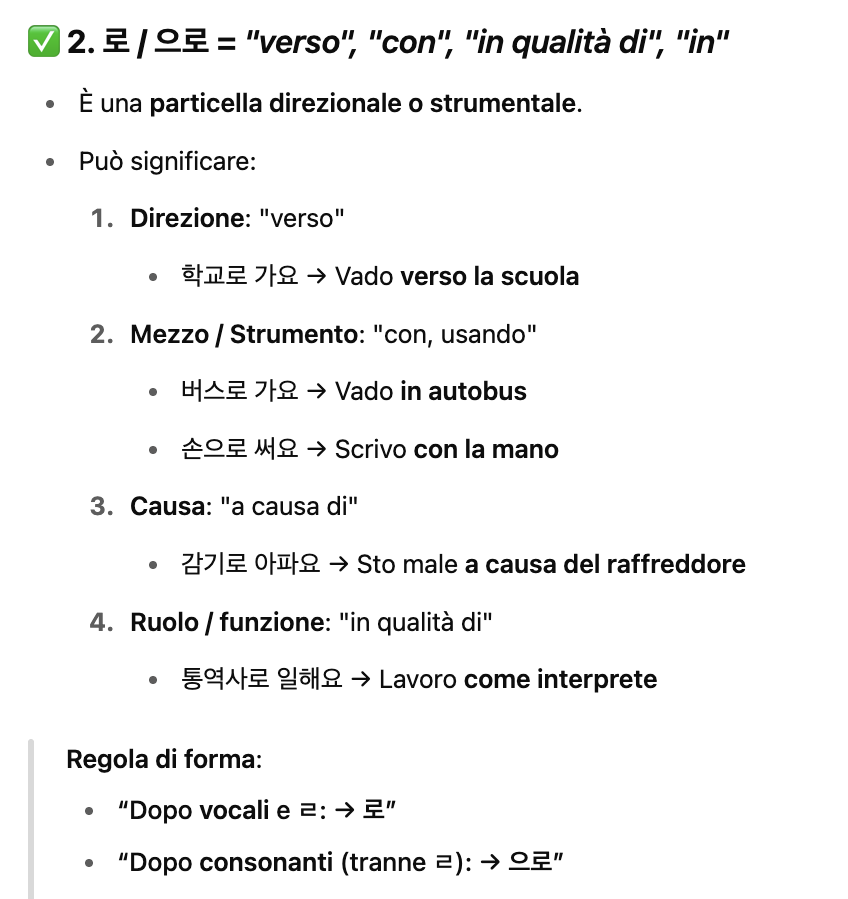 ✅ 2. 로 / 으로 = "verso", "con", "in qualità di", "in"
• È una particella direzionale o strumentale.
• Può significare:
1. Direzione: "verso"
• 학교로 가요 → Vado verso la scuola
2. Mezzo / Strumento: "con, usando"
• 버스로 가요 → Vado in autobus
• 손으로 써요 → Scrivo con la mano
3. Causa: "a causa di"
• 감기로 아파요 → Sto male a causa del raffreddore
4. Ruolo / funzione: "in qualità di"
• 통역사로 일해요 → Lavoro come interprete
Regola di forma:
• “Dopo vocali e ㄹ: → 로”
• “Dopo consonanti (tranne ㄹ): → 으로”